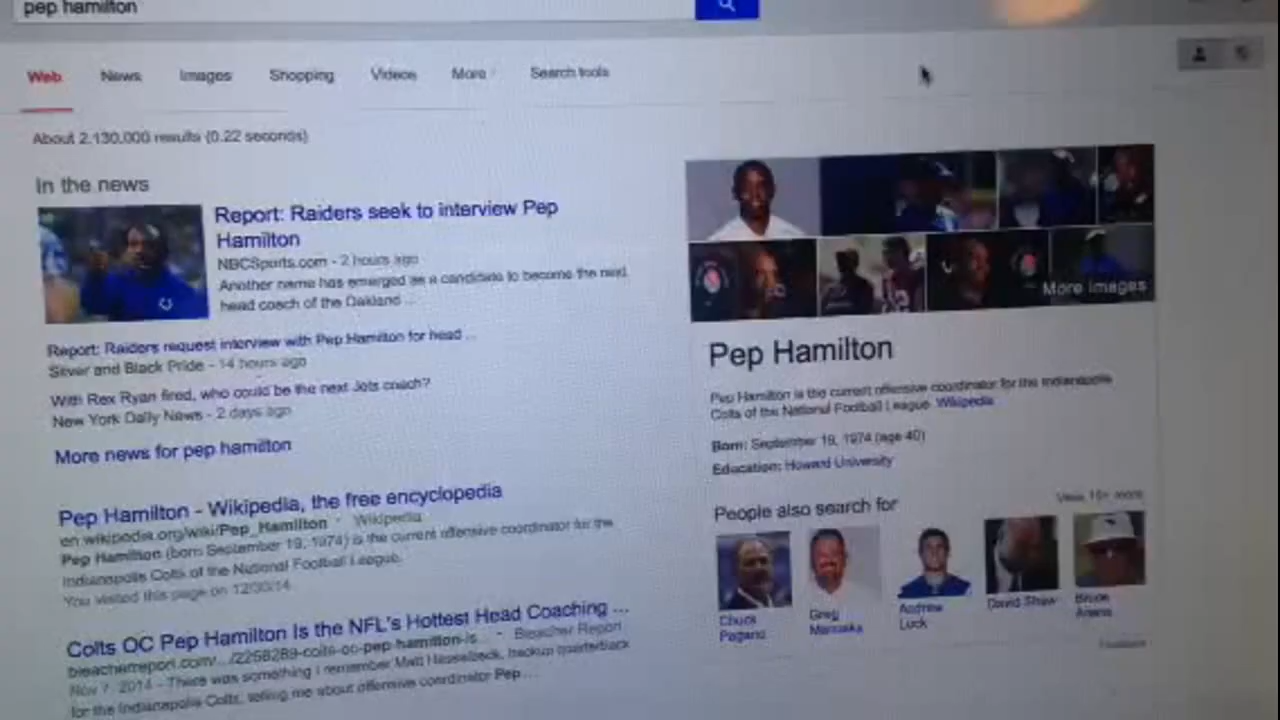 pep hamilton
Web News Images Shopping Videos More Search tools
About 2,130,000 results (0.22 seconds)
In the news
Report: Raiders seek to interview Pep
Hamilton
NBCSports.com - 2 hours ago
Another name has emerged as a candidate to become the next
head coach of the Oakland ...
Report: Raiders request interview with Pep Hamilton for head ...
Silver and Black Pride - 14 hours ago
With Rex Ryan fired, who could be the next Jets coach?
New York Daily News - 2 days ago
More news for pep hamilton
Pep Hamilton - Wikipedia, the free encyclopedia
en.wikipedia.org/wiki/Pep_Hamilton - Wikipedia
Pep Hamilton (born September 19, 1974) is the current offensive coordinator for the
Indianapolis Colts of the National Football League.
You visited this page on 12/30/14.
Colts OC Pep Hamilton Is the NFL's Hottest Head Coaching ...
bleacherreport.com/.../2258289-colts-oc-pep-hamilton-is... - Bleacher Report
Nov 7, 2014 - There was something I remember Matt Hasselbeck, backup quarterback
for the Indianapolis Colts, telling me about offensive coordinator Pep ...
More images
Pep Hamilton
Pep Hamilton is the current offensive coordinator for the Indianapolis
Colts of the National Football League. Wikipedia
Born: September 19, 1974 (age 40)
Education: Howard University
People also search for
View 10+ more
Chuck
Pagano
Greg
Manusky
Andrew
Luck
David Shaw
Bruce
Arians
Feedback